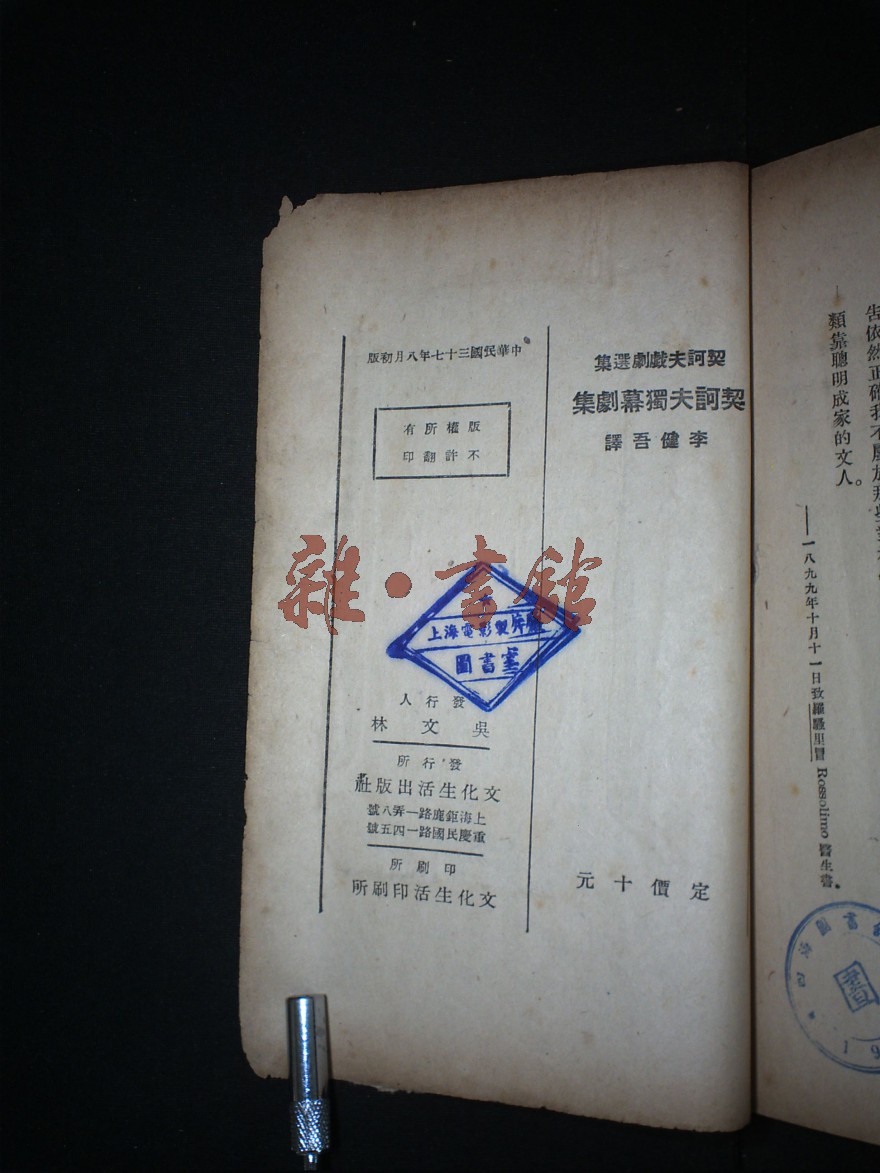 契訶夫戲劇選集
契訶夫獨幕劇集
李健吾譯
定價十元
中華民國三十七年八月初版
版權所有
不許翻印
雜·書館
上海電影製片廠
圖書室
發行人
吳文林
發行所
文化生活出版社
上海鉅鹿路一弄八號
重慶民國路一四五號
印刷所
文化生活印刷所
類靠聰明成家的文人。
——一八九九年十月十一日致羅騷里冒 Rossolimo 醫生書。